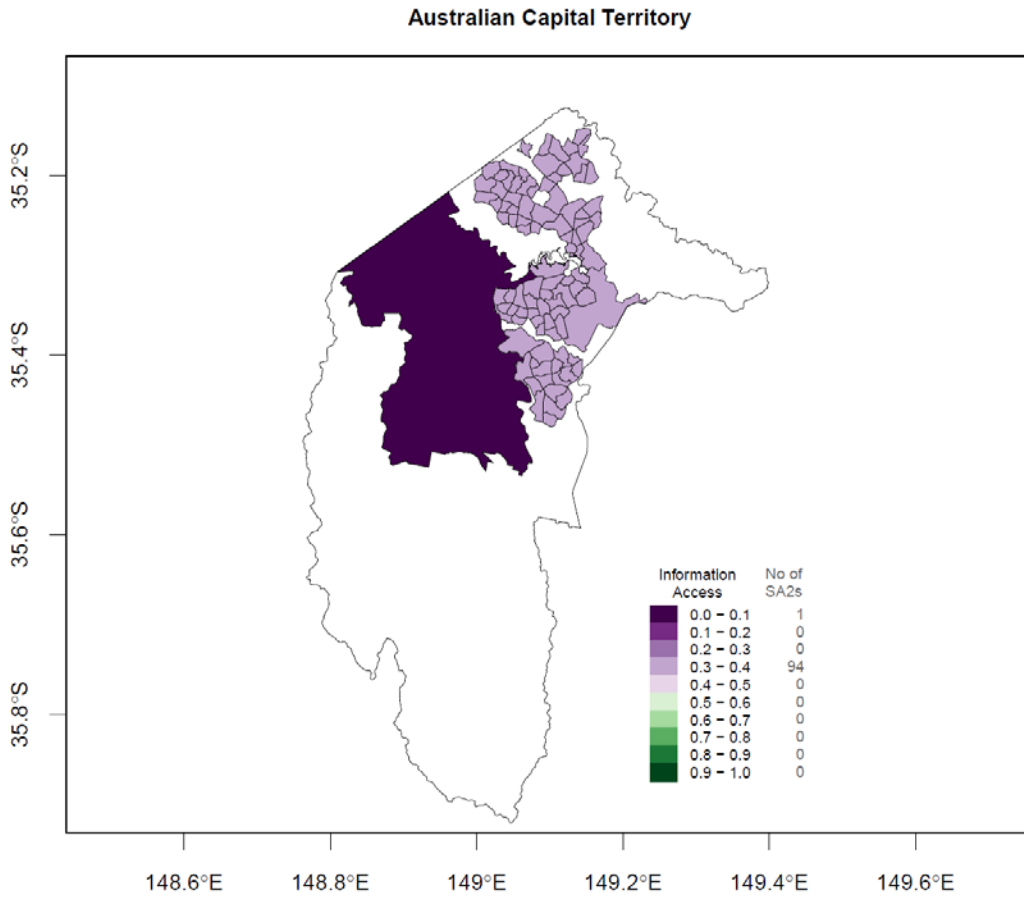 Australian Capital Territory
35.2°S
35.4°S
35.6°S
35.8°S
Information Access
No of SA2s
0.0 − 0.1 1
0.1 − 0.2 0
0.2 − 0.3 0
0.3 − 0.4 94
0.4 − 0.5 0
0.5 − 0.6 0
0.6 − 0.7 0
0.7 − 0.8 0
0.8 − 0.9 0
0.9 − 1.0 0
148.6°E 148.8°E 149°E 149.2°E 149.4°E 149.6°E